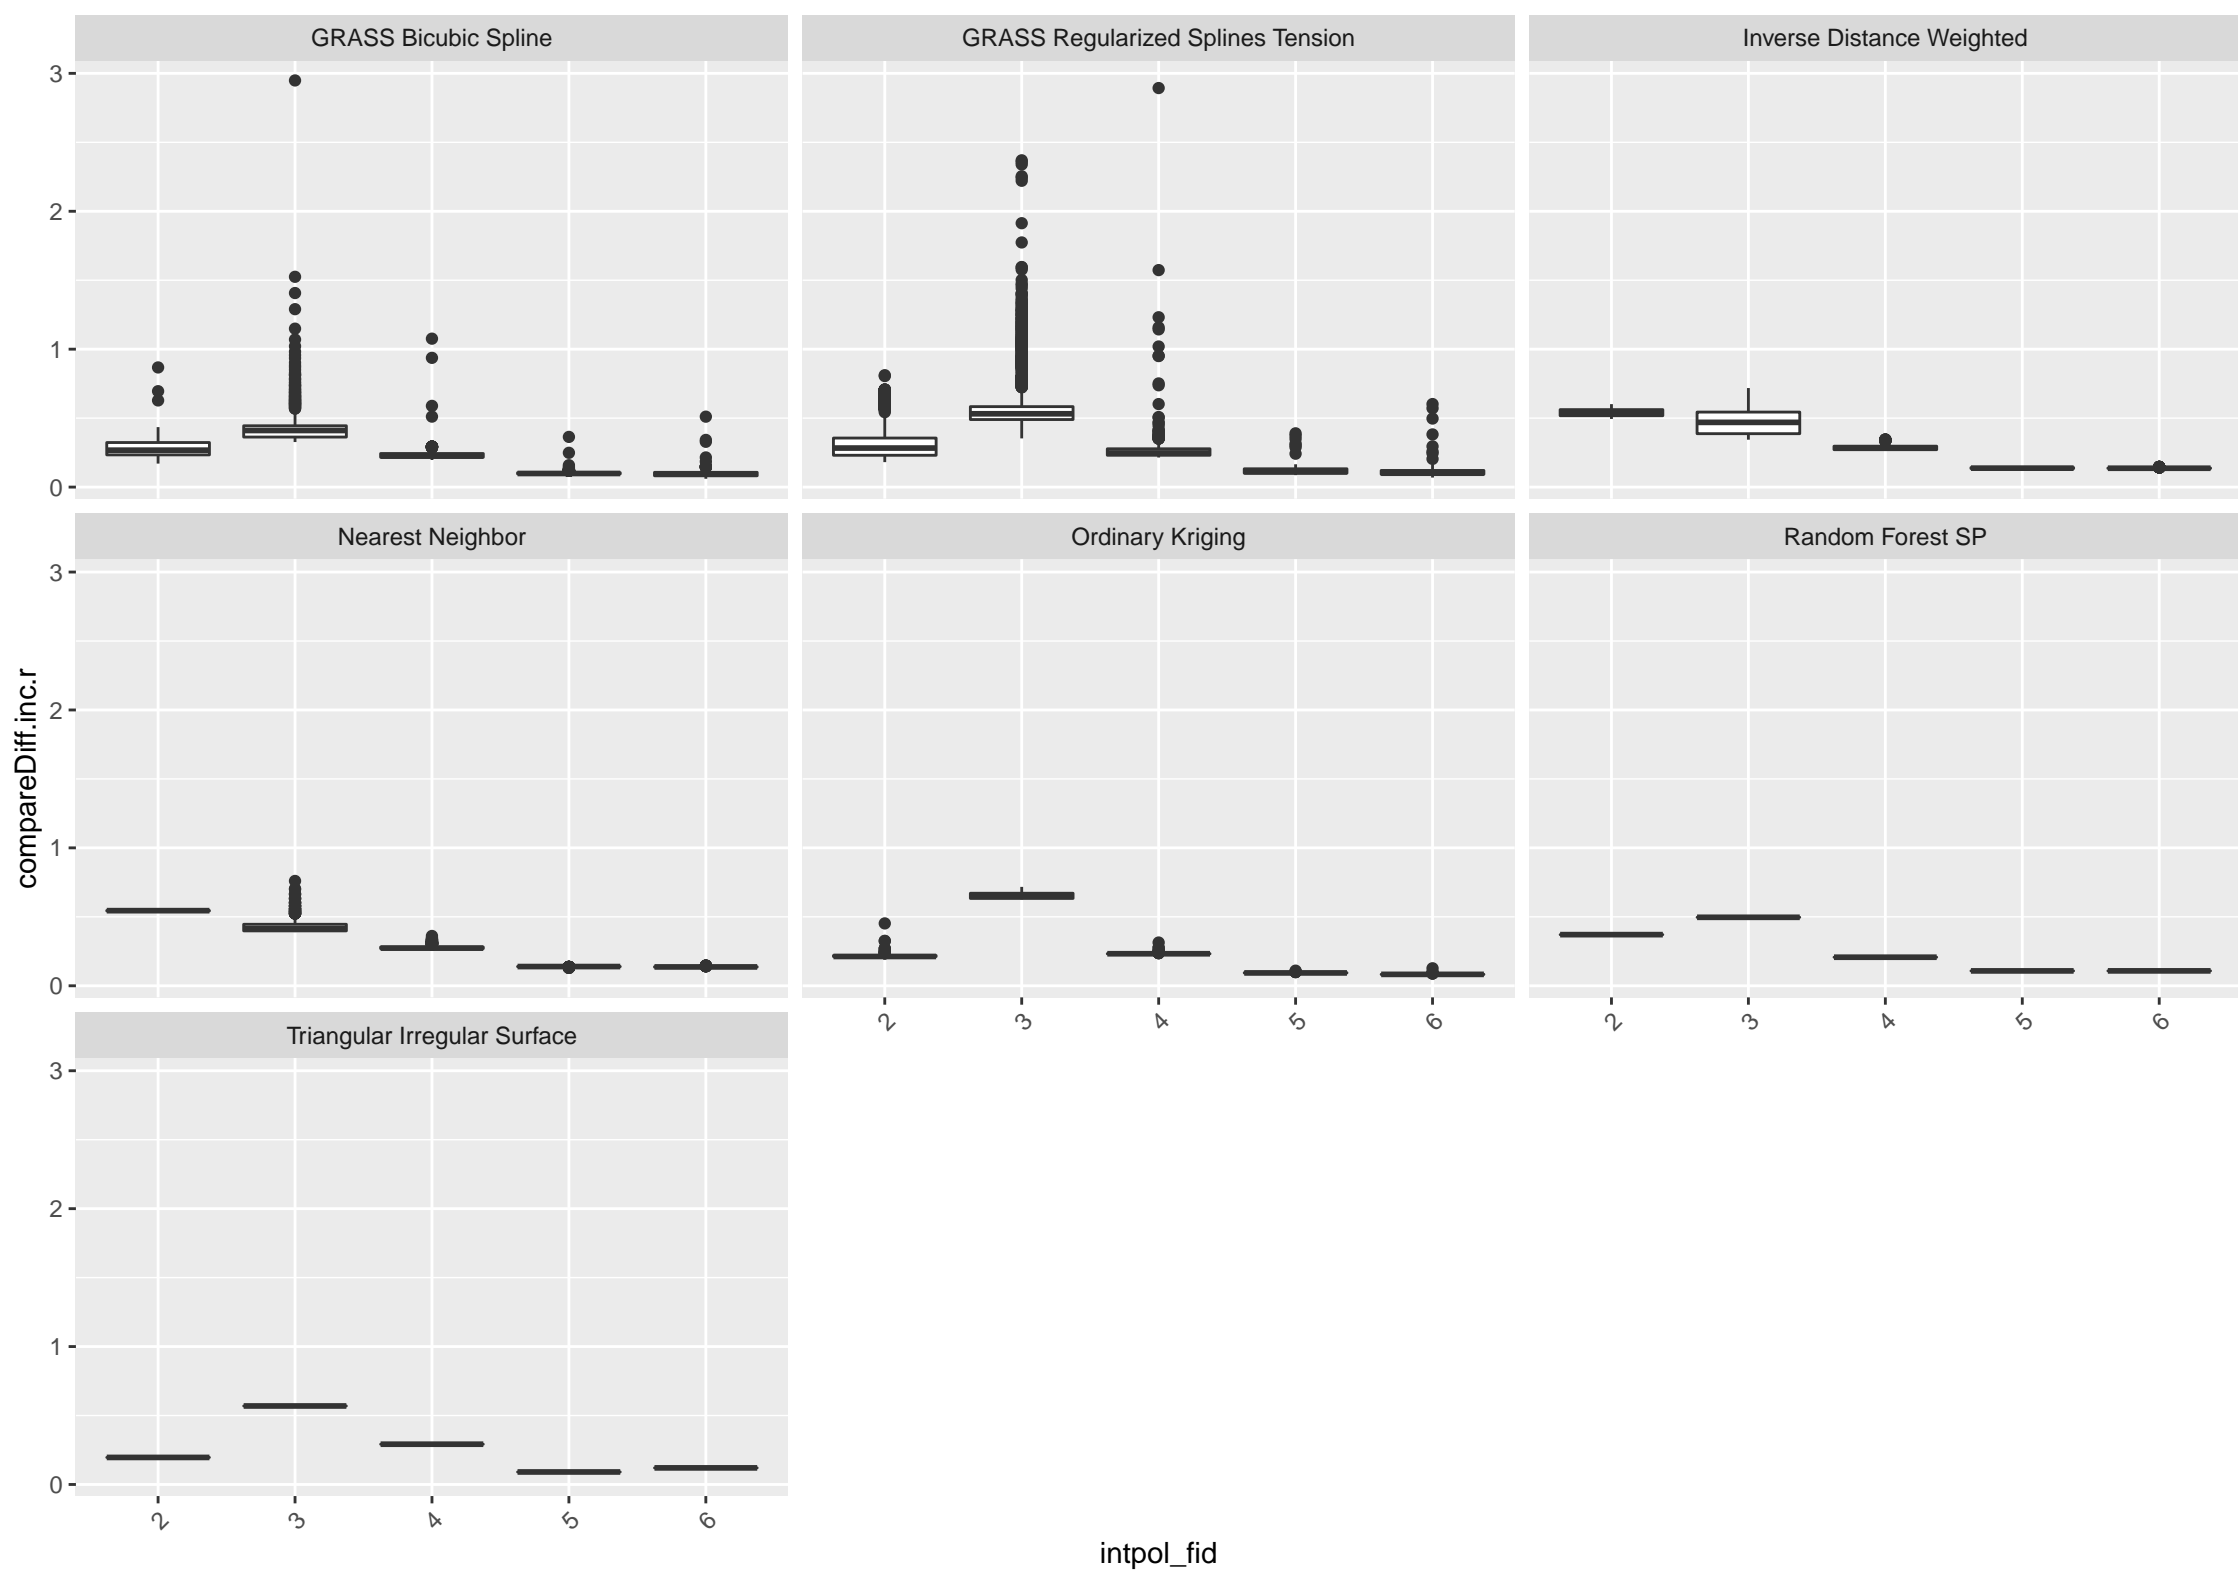 GRASS Bicubic Spline
GRASS Regularized Splines Tension
Inverse Distance Weighted
3
2
1
0
Nearest Neighbor
Ordinary Kriging
Random Forest SP
3
2
1
0
2 3 4 5 6
2 3 4 5 6
Triangular Irregular Surface
3
2
1
0
2 3 4 5 6
compareDiff.inc.r
intpol_fid